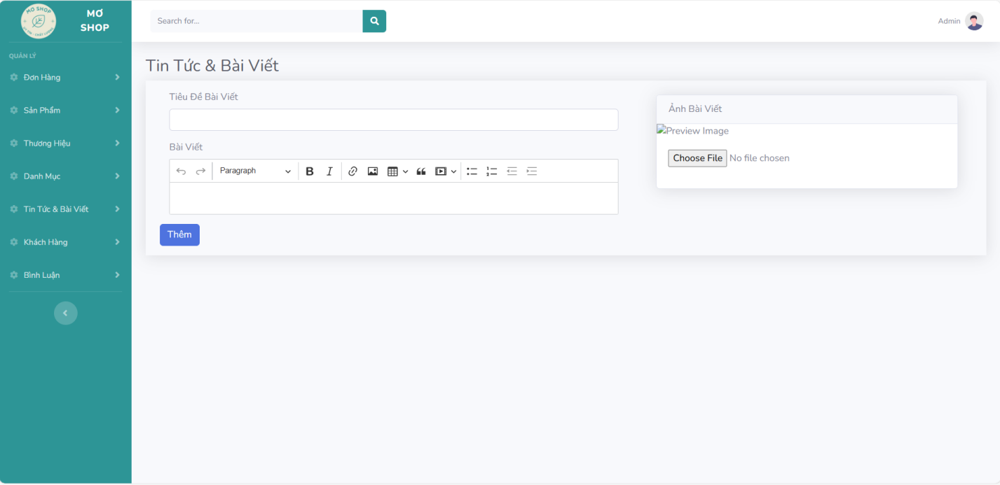 MƠ SHOP
MƠ
SHOP
Search for...
Admin
QUẢN LÝ
Đơn Hàng
Sản Phẩm
Thương Hiệu
Danh Mục
Tin Tức & Bài Viết
Khách Hàng
Bình Luận
Tin Tức & Bài Viết
Tiêu Đề Bài Viết
Bài Viết
Paragraph
Thêm
Ảnh Bài Viết
Preview Image
Choose File No file chosen